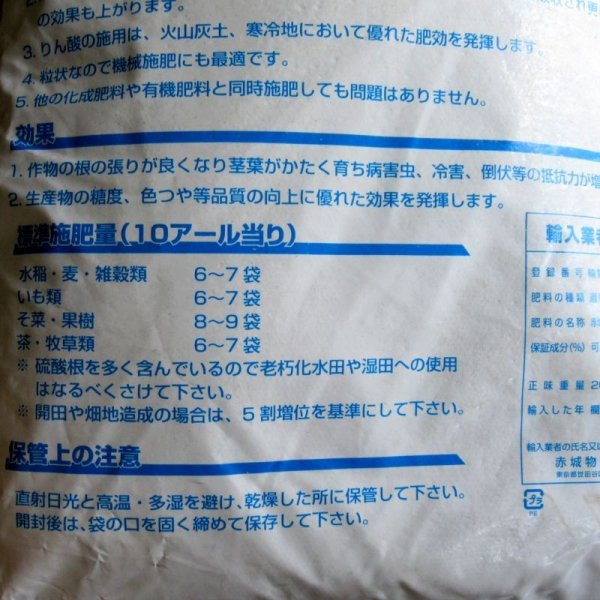 の効果も上がります。
3. りん酸の施用は、火山灰土、寒冷地において優れた肥効を発揮します。
4. 粒状なので機械施肥にも最適です。
5. 他の化成肥料や有機肥料と同時施肥しても問題はありません。
効果
1. 作物の根の張りが良くなり茎葉がかたく育ち病害虫、冷害、倒伏等の抵抗力が
2. 生産物の糖度、色つや等品質の向上に優れた効果を発揮します。
標準施肥量(10アール当り)
水稲・麦・雑穀類 6〜7袋
いも類 6〜7袋
そ菜・果樹 8〜9袋
茶・牧草類 6〜7袋
※ 硫酸根を多く含んでいるので老朽化水田や湿田への使用
はなるべくさけて下さい。
※ 開田や畑地造成の場合は、5割増位を基準にして下さい。
保管上の注意
直射日光と高温・多湿を避け、乾燥した所に保管して下さい。
開封後は、袋の口を固く締めて保存して下さい。
輸入業者
登録番号 輸
肥料の種類
肥料の名称
保証成分(%) 可
正味重量 20
輸入した年 欄
輸入業者の氏名又
赤城物
東京都世田谷
プラ
PE